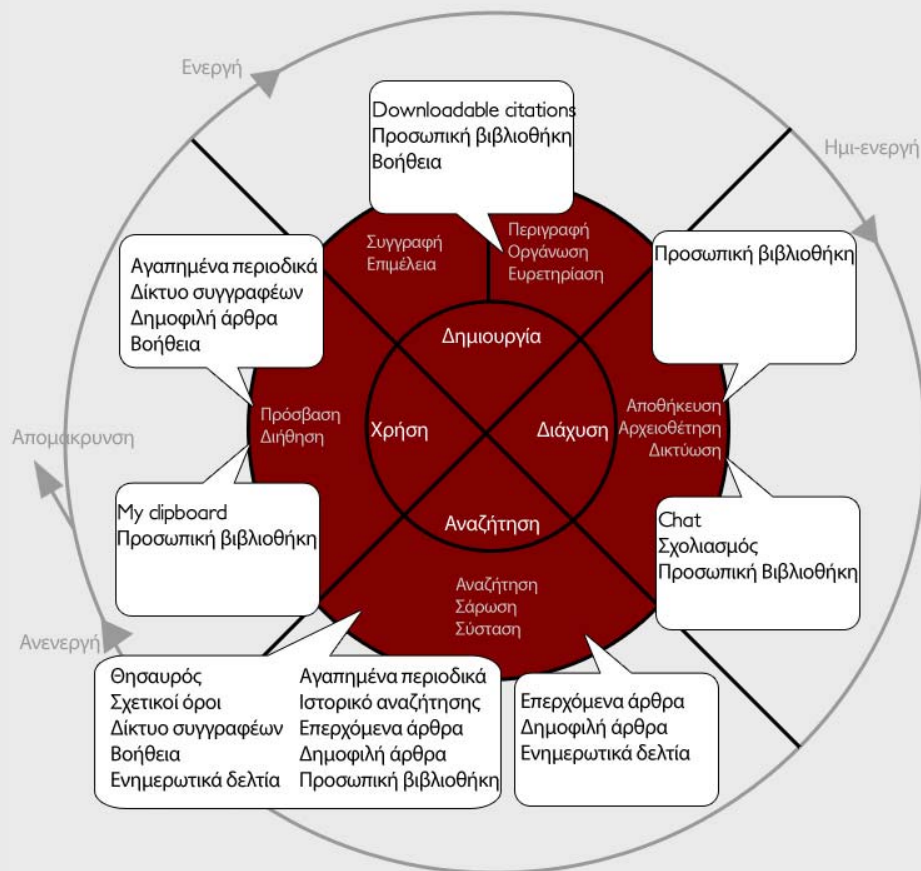 Ενεργή
Ημι-ενεργή
Downloadable citations
Προσωπική βιβλιοθήκη
Βοήθεια
Συγγραφή
Επιμέλεια
Περιγραφή
Οργάνωση
Ευρετηρίαση
Αγαπημένα περιοδικά
Δίκτυο συγγραφέων
Δημοφιλή άρθρα
Βοήθεια
Προσωπική βιβλιοθήκη
Δημιουργία
Πρόσβαση
Διήθηση
Χρήση
Διάχυση
Αποθήκευση
Αρχειοθέτηση
Δικτύωση
Απομάκρυνση
My clipboard
Προσωπική βιβλιοθήκη
Αναζήτηση
Chat
Σχολιασμός
Προσωπική Βιβλιοθήκη
Αναζήτηση
Σάρωση
Σύσταση
Ανενεργή
Θησαυρός
Σχετικοί όροι
Δίκτυο συγγραφέων
Βοήθεια
Ενημερωτικά δελτία
Αγαπημένα περιοδικά
Ιστορικό αναζήτησης
Επερχόμενα άρθρα
Δημοφιλή άρθρα
Προσωπική βιβλιοθήκη
Επερχόμενα άρθρα
Δημοφιλή άρθρα
Ενημερωτικά δελτία